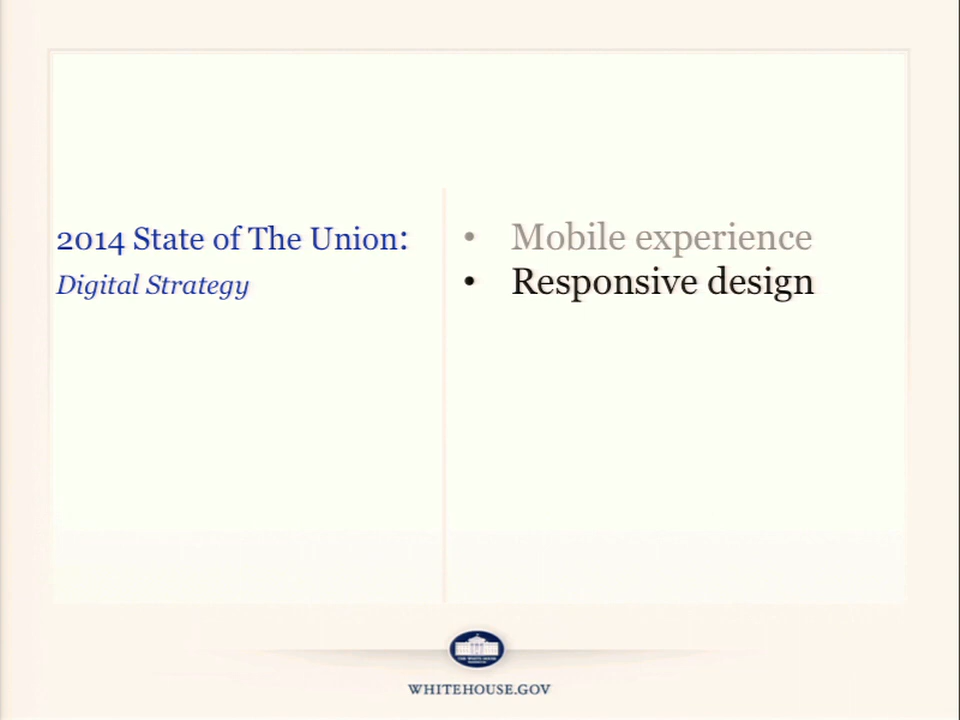 2014 State of The Union:
Digital Strategy
• Mobile experience
• Responsive design
WHITEHOUSE.GOV